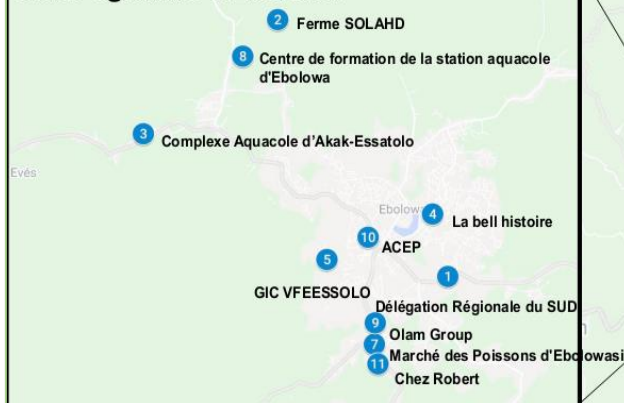 2
Ferme SOLAHD
8
Centre de formation de la station aquacole
d'Ebolowa
3
Complexe Aquacole d'Akak-Essatolo
Evés
Ebolowa
4
La bell histoire
10
ACEP
5
1
GIC VFEESSOLO
Délégation Régionale du SUD
9
Olam Group
7
Marché des Poissons d'Ebolowasi
11
Chez Robert